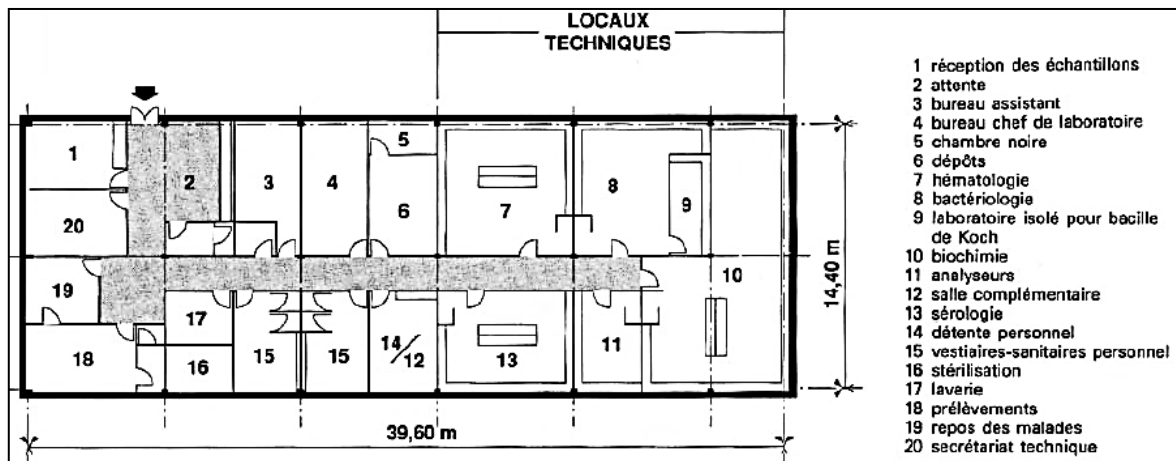 LOCAUX
TECHNIQUES
1
2
3
4
5
6
7
8
9
20
19
18
17
16
15
15
14/12
13
11
10
14,40 m
39,60 m
1 réception des échantillons
2 attente
3 bureau assistant
4 bureau chef de laboratoire
5 chambre noire
6 dépôts
7 hématologie
8 bactériologie
9 laboratoire isolé pour bacille
de Koch
10 biochimie
11 analyseurs
12 salle complémentaire
13 sérologie
14 détente personnel
15 vestiaires-sanitaires personnel
16 stérilisation
17 laverie
18 prélèvements
19 repos des malades
20 secrétariat technique